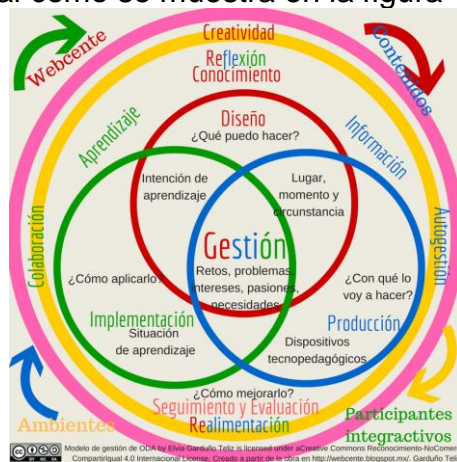 al como se muestra en la figura
Creatividad
Webcente
Contenidos
Reflexión
Conocimiento
Aprendizaje
Información
Diseño
¿Qué puedo hacer?
Intención de
aprendizaje
Lugar,
momento y
circunstancia
Colaboración
Autogestión
Gestión
Retos, problemas,
intereses, pasiones,
necesidades
¿Cómo aplicarlo?
¿Con qué lo
voy a hacer?
Implementación
Situación
de aprendizaje
Producción
Dispositivos
tecnopedagógicos
¿Cómo mejorarlo?
Seguimiento y Evaluación
Realimentación
Ambientes
Participantes
integractivos
Modelo de gestión de ODA by Elvia Garduño Teliz is licensed under aCreative Commons Reconocimiento-NoComer
CompartirIgual 4.0 Internacional License. Creado a partir de la obra en http://webcente.blogspot.mx/. Garduño Teli